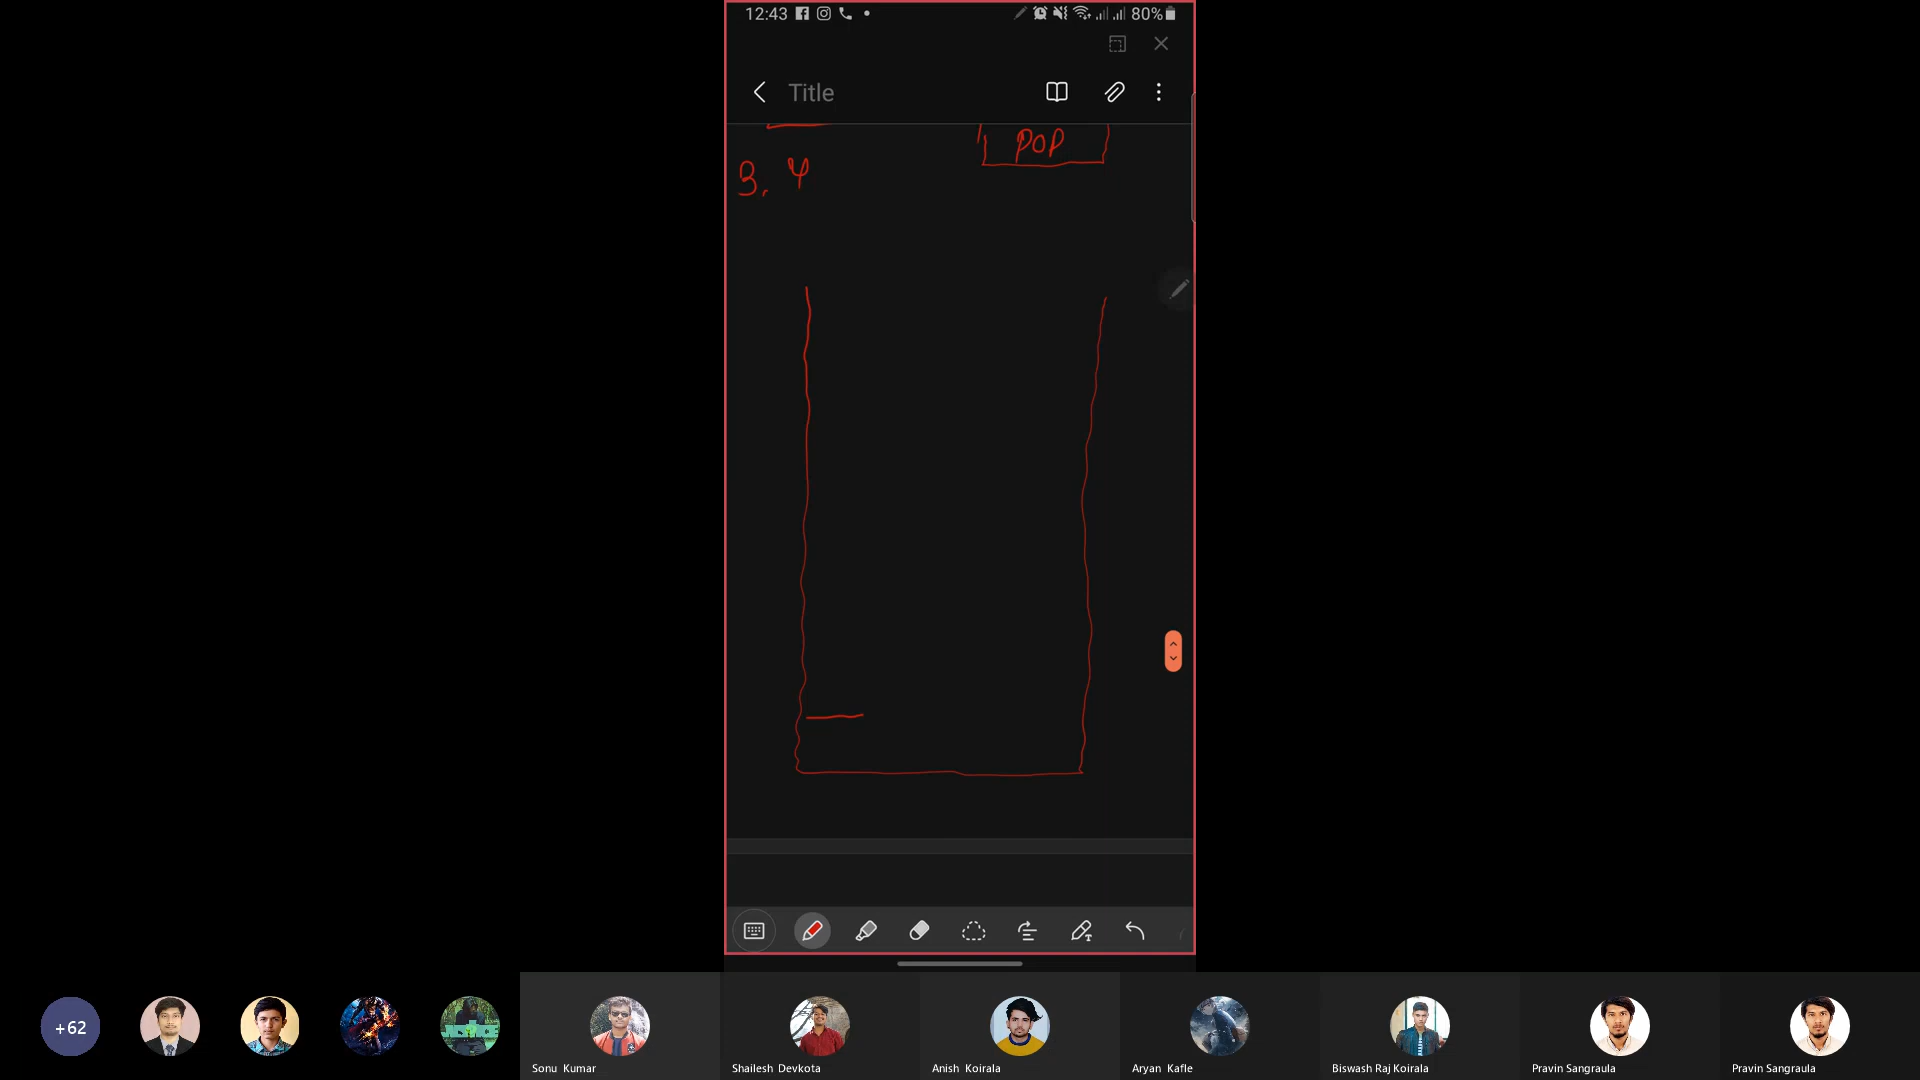 12:43
80%
Title
POP
3. 4
+62
JUSTICE
Sonu Kumar
Shailesh Devkota
Anish Koirala
Aryan Kafle
Biswash Raj Koirala
Pravin Sangraula
Pravin Sangraula